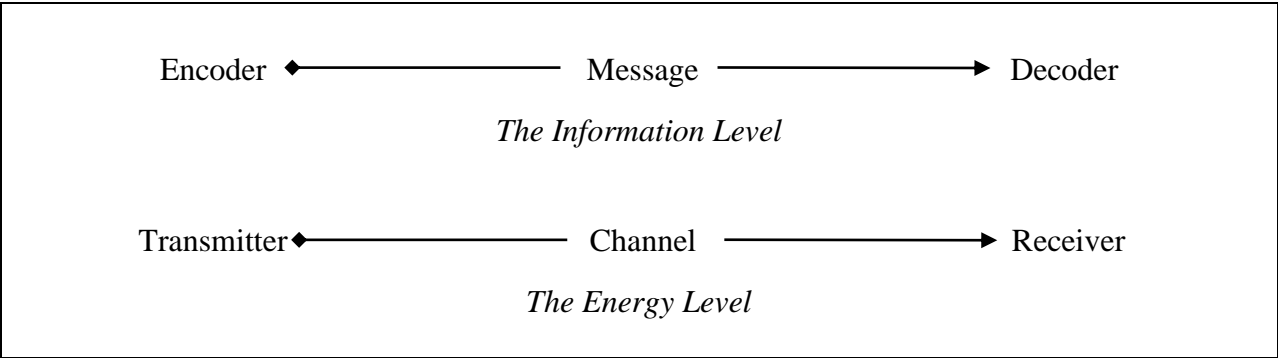 Encoder Message Decoder
The Information Level
Transmitter Channel Receiver
The Energy Level